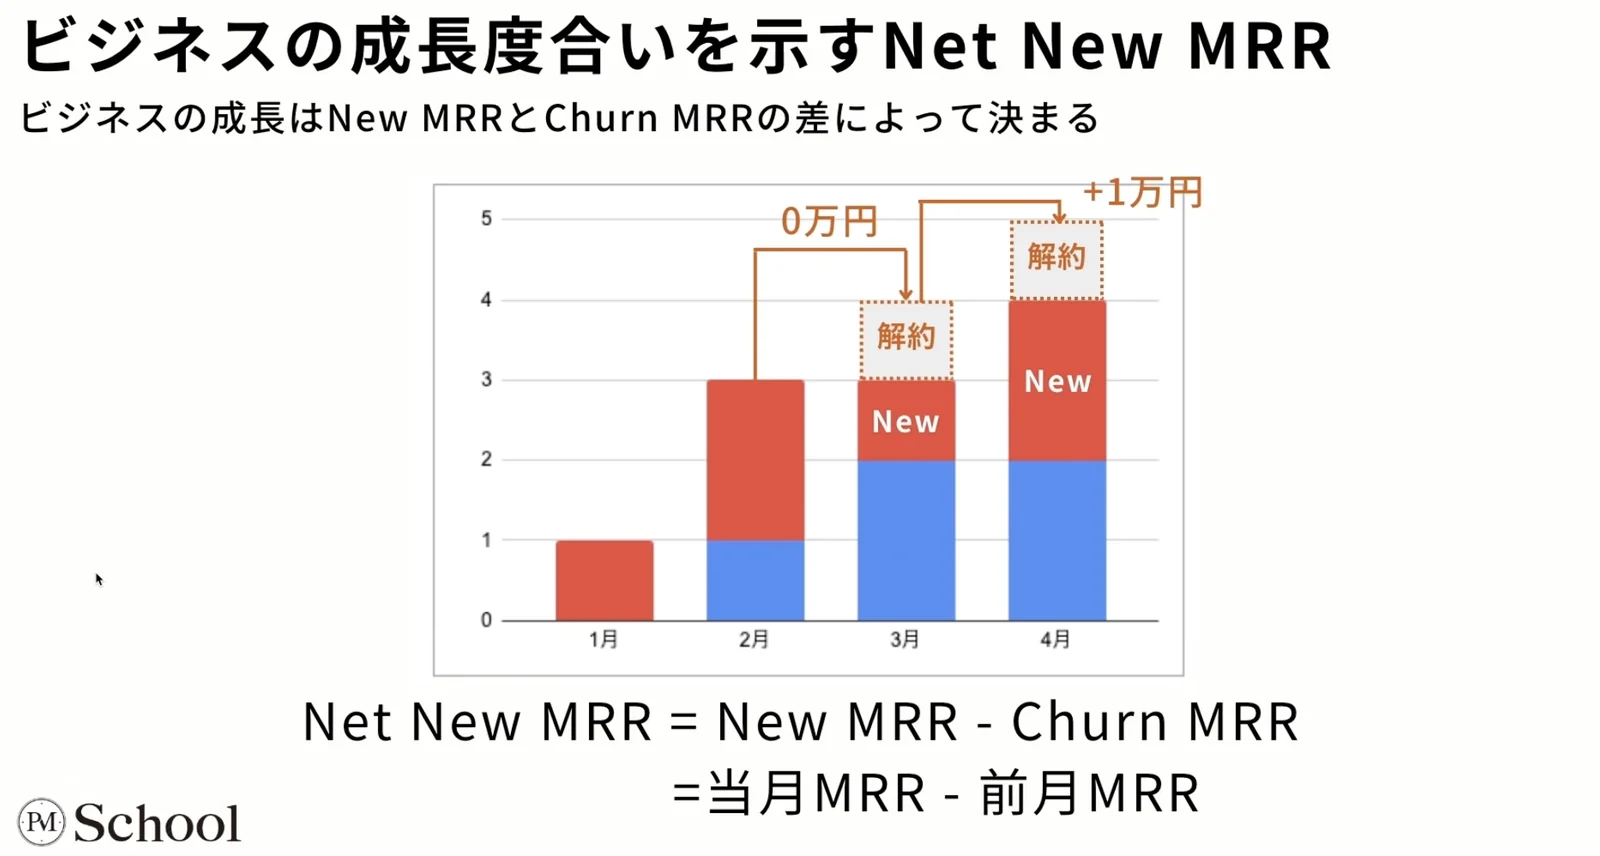 ビジネスの成長度合いを示すNet New MRR
ビジネスの成長はNew MRRとChurn MRRの差によって決まる
+1万円
0万円
5
解約
4
解約
3
New
New
2
1
0
1月 2月 3月 4月
Net New MRR = New MRR - Churn MRR
=当月MRR - 前月MRR
PM School